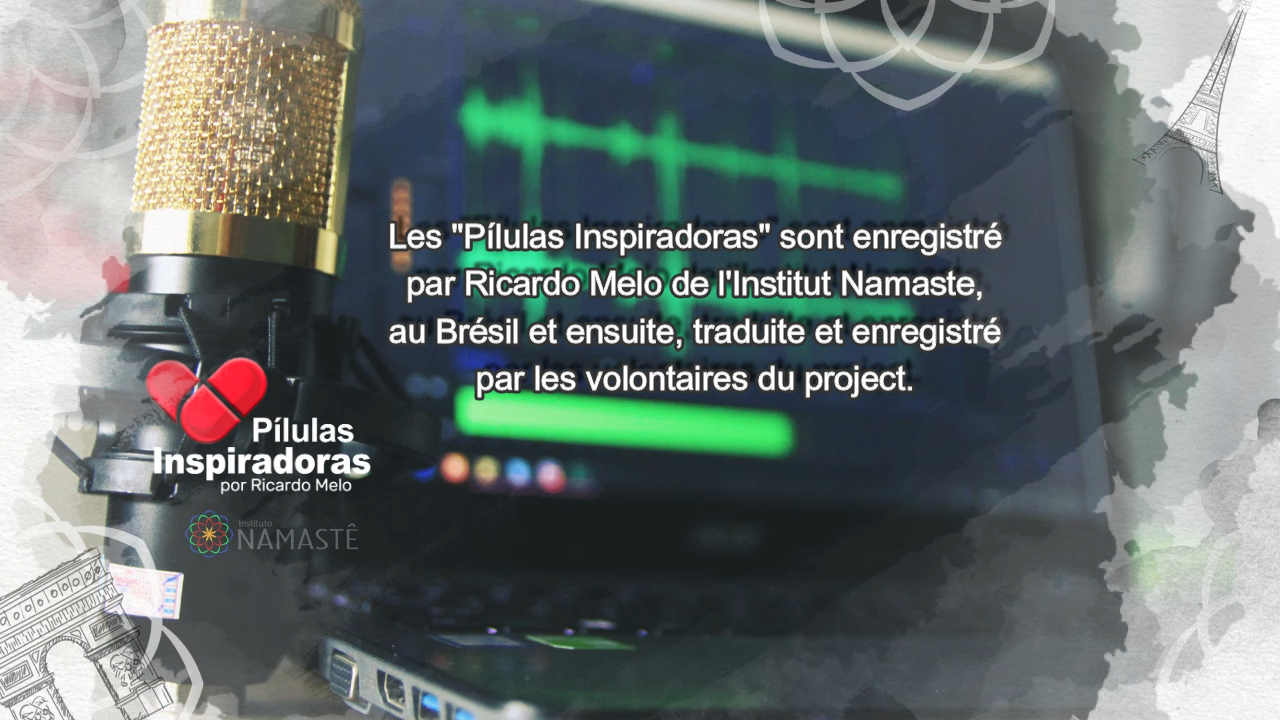 Les "Pílulas Inspiradoras" sont enregistré
par Ricardo Melo de l'Institut Namaste,
au Brésil et ensuite, traduite et enregistré
par les volontaires du project.
Pílulas
Inspiradoras
por Ricardo Melo
Instituto
NAMASTÊ